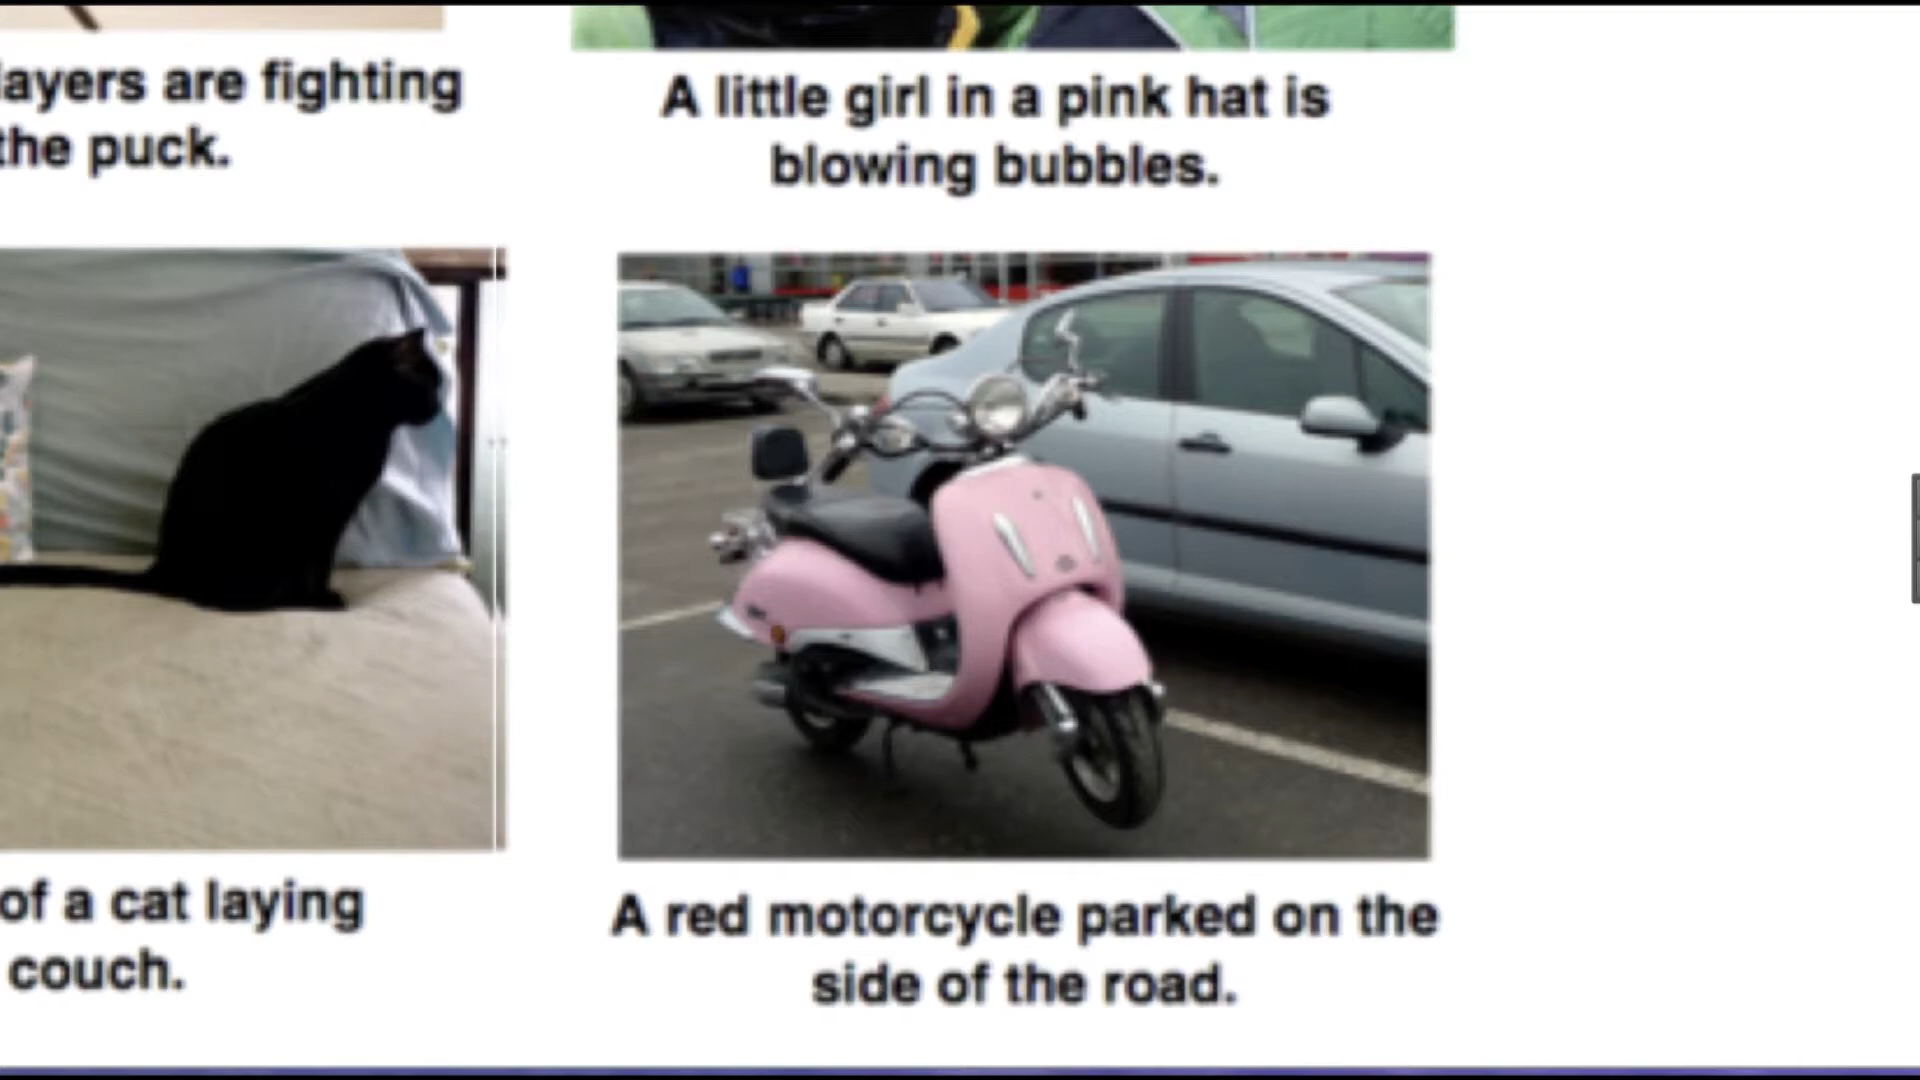 layers are fighting
the puck.
A little girl in a pink hat is
blowing bubbles.
of a cat laying
couch.
A red motorcycle parked on the
side of the road.